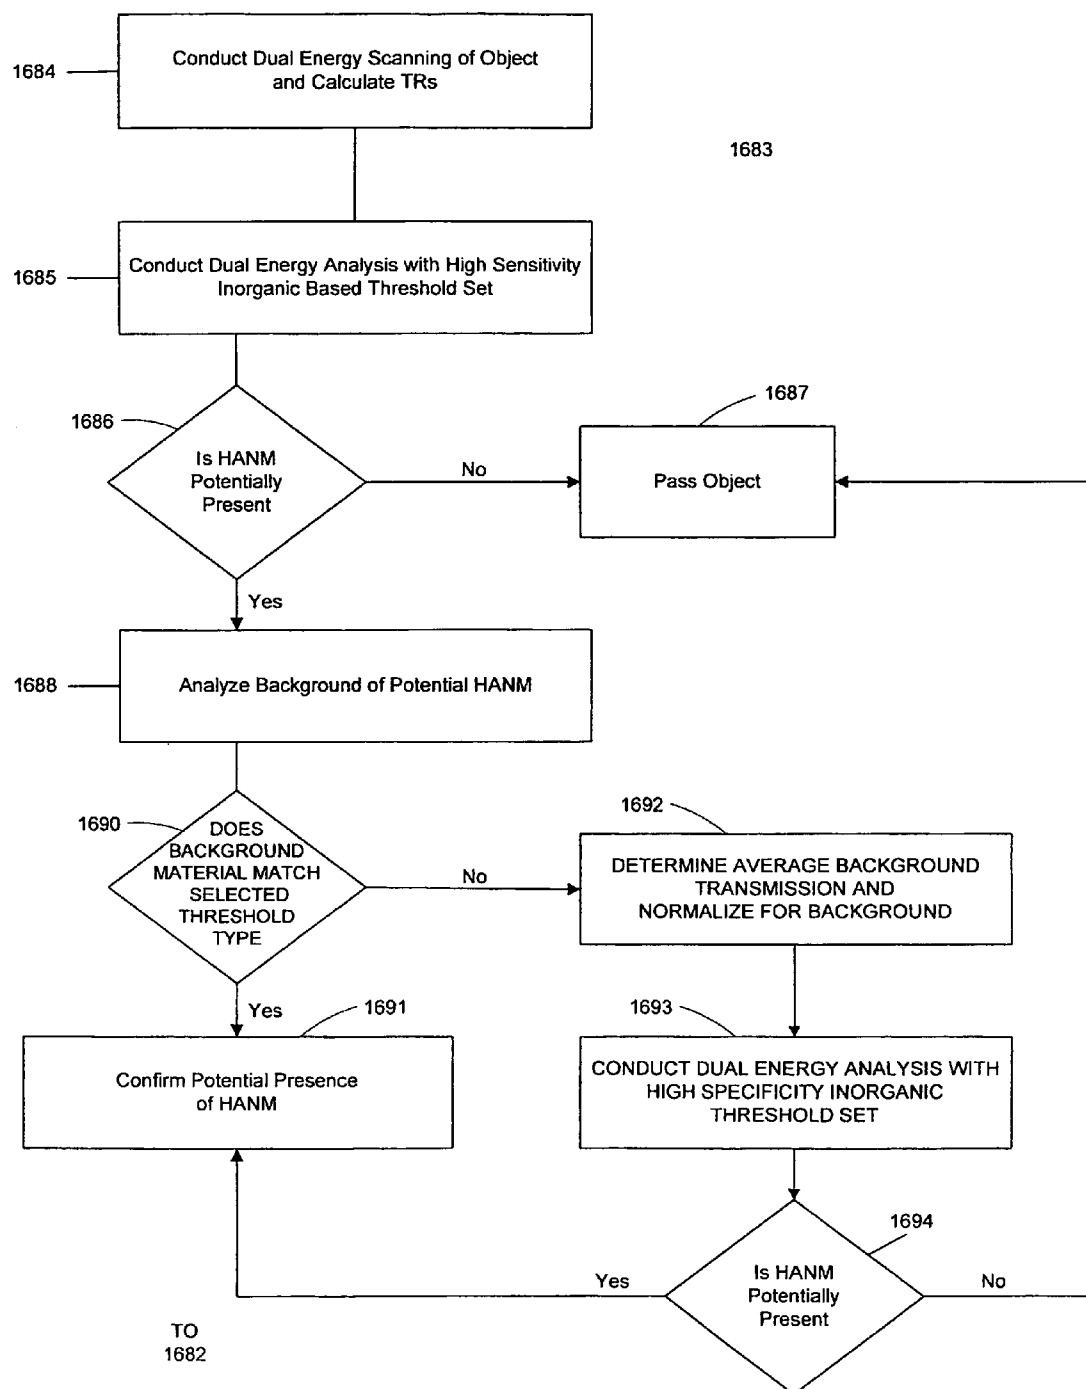 1684
Conduct Dual Energy Scanning of Object
and Calculate TRs
1683
1685
Conduct Dual Energy Analysis with High Sensitivity
Inorganic Based Threshold Set
1686
Is HANM
Potentially
Present
No
1687
Pass Object
Yes
1688
Analyze Background of Potential HANM
1690
DOES
BACKGROUND
MATERIAL MATCH
SELECTED
THRESHOLD
TYPE
No
1692
DETERMINE AVERAGE BACKGROUND
TRANSMISSION AND
NORMALIZE FOR BACKGROUND
Yes
1691
Confirm Potential Presence
of HANM
1693
CONDUCT DUAL ENERGY ANALYSIS WITH
HIGH SPECIFICITY INORGANIC
THRESHOLD SET
1694
Is HANM
Potentially
Present
Yes
No
TO
1682